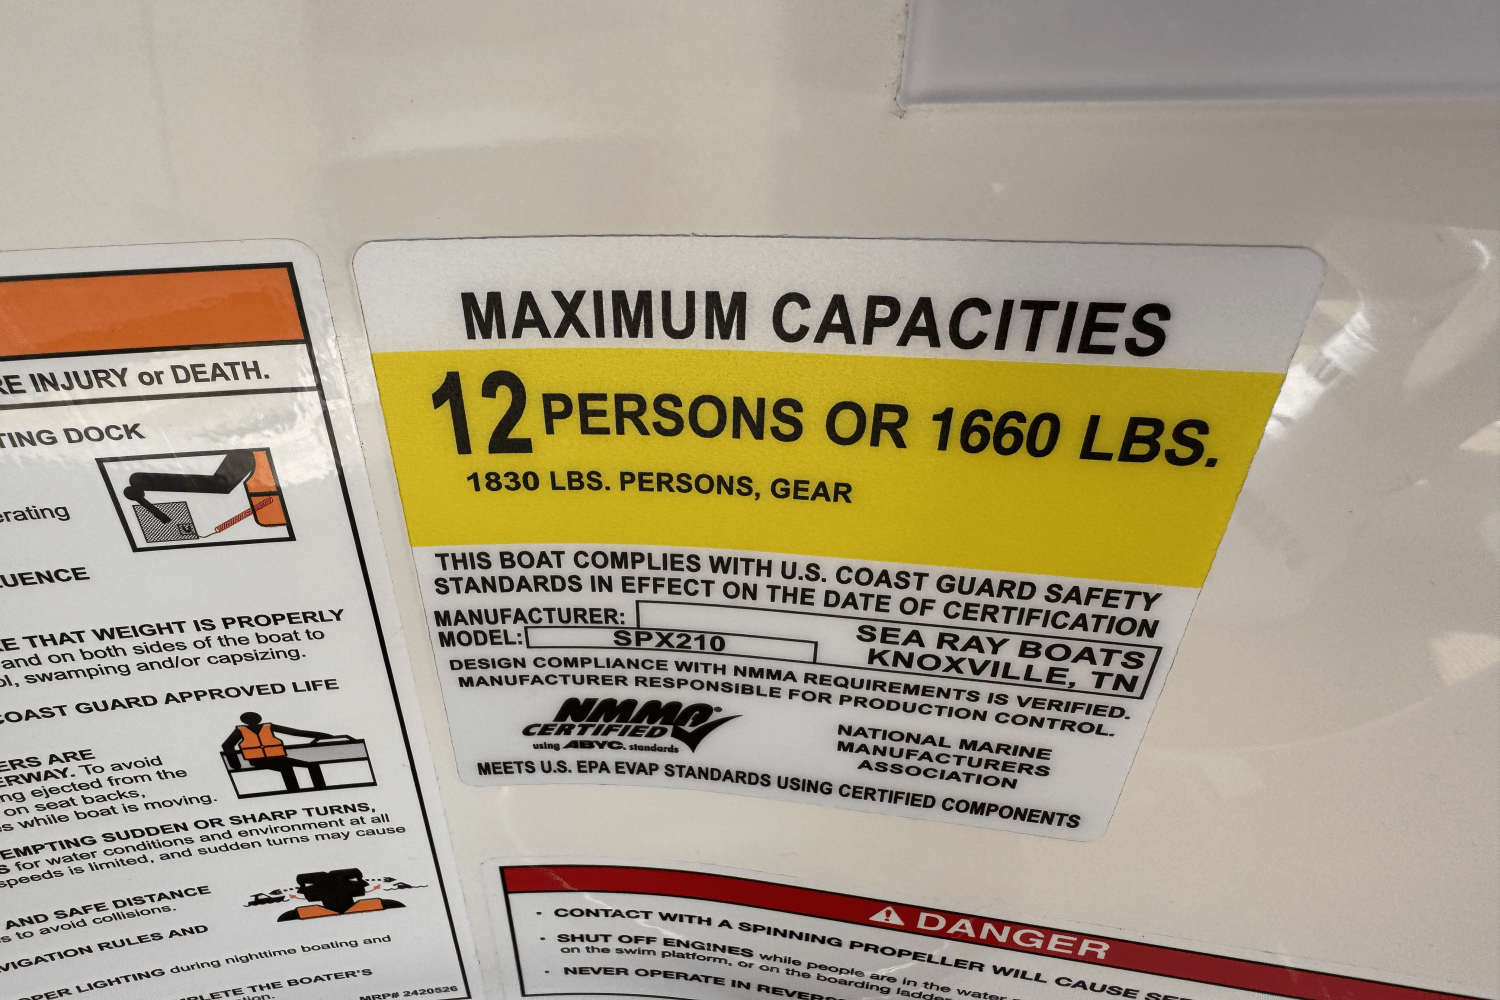 RE INJURY or DEATH.
TING DOCK
erating
UENCE
E THAT WEIGHT IS PROPERLY
and on both sides of the boat to
ol, swamping and/or capsizing.
COAST GUARD APPROVED LIFE
ERS ARE
ERWAY. To avoid
ng ejected from the
on seat backs,
s while boat is moving.
EMPTING SUDDEN OR SHARP TURNS,
S for water conditions and environment at all
speeds is limited, and sudden turns may cause
AND SAFE DISTANCE
s to avoid collisions.
VIGATION RULES AND
PER LIGHTING during nighttime boating and
PLETE THE BOATER'S
tion.
MRP# 2420526
MAXIMUM CAPACITIES
12 PERSONS OR 1660 LBS.
1830 LBS. PERSONS, GEAR
THIS BOAT COMPLIES WITH U.S. COAST GUARD SAFETY
STANDARDS IN EFFECT ON THE DATE OF CERTIFICATION
MANUFACTURER:
SEA RAY BOATS
KNOXVILLE, TN
MODEL: SPX210
DESIGN COMPLIANCE WITH NMMA REQUIREMENTS IS VERIFIED.
MANUFACTURER RESPONSIBLE FOR PRODUCTION CONTROL.
NMMA®
CERTIFIED
using ABYC. standards
NATIONAL MARINE
MANUFACTURERS
ASSOCIATION
MEETS U.S. EPA EVAP STANDARDS USING CERTIFIED COMPONENTS
DANGER
· CONTACT WITH A SPINNING PROPELLER WILL CAUSE SE
· SHUT OFF ENGINES while people are in the water
on the swim platform, or on the boarding ladder
· NEVER OPERATE IN REVERS